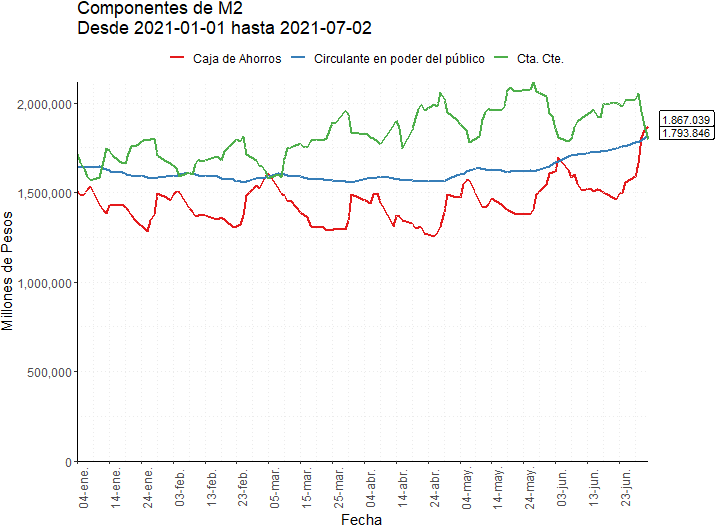 Componentes de M2
Desde 2021-01-01 hasta 2021-07-02
Caja de Ahorros Circulante en poder del público Cta. Cte.
Millones de Pesos
2,000,000
1,500,000
1,000,000
500,000
0
1.867.039
1.793.846
04-ene. 14-ene. 24-ene. 03-feb. 13-feb. 23-feb. 05-mar. 15-mar. 25-mar. 04-abr. 14-abr. 24-abr. 04-may. 14-may. 24-may. 03-jun. 13-jun. 23-jun.
Fecha